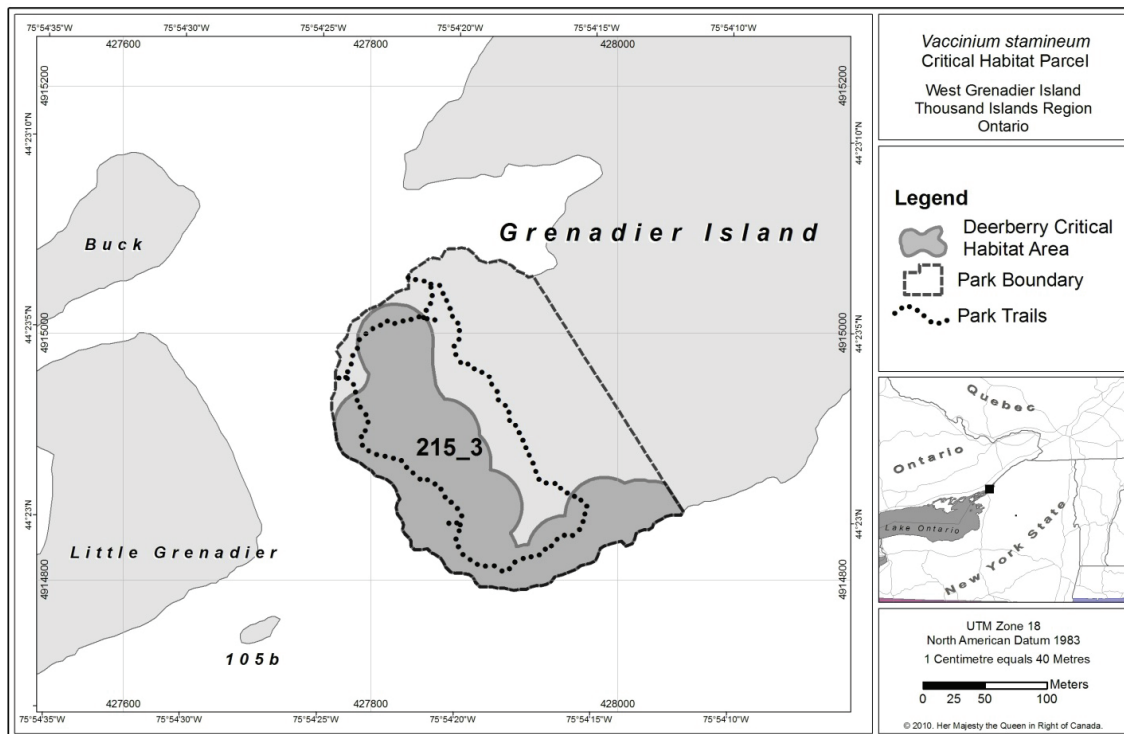 75°54'35"W 75°54'30"W 75°54'25"W 75°54'20"W 75°54'15"W 75°54'10"W
427600 427800 428000
4915200 4915200
44°23'10"N 44°23'10"N
Buck
Grenadier Island
44°23'5"N 4915000 4915000 44°23'5"N
215_3
44°23'N 44°23'N
Little Grenadier
4914800 4914800
105b
427600 427800 428000
75°54'35"W 75°54'30"W 75°54'25"W 75°54'20"W 75°54'15"W 75°54'10"W
Vaccinium stamineum
Critical Habitat Parcel
West Grenadier Island
Thousand Islands Region
Ontario
Legend
Deerberry Critical
Habitat Area
Park Boundary
Park Trails
Quebec
Ontario
Lake Ontario
New York State
UTM Zone 18
North American Datum 1983
1 Centimetre equals 40 Metres
Meters
0 25 50 100
© 2010. Her Majesty the Queen in Right of Canada.